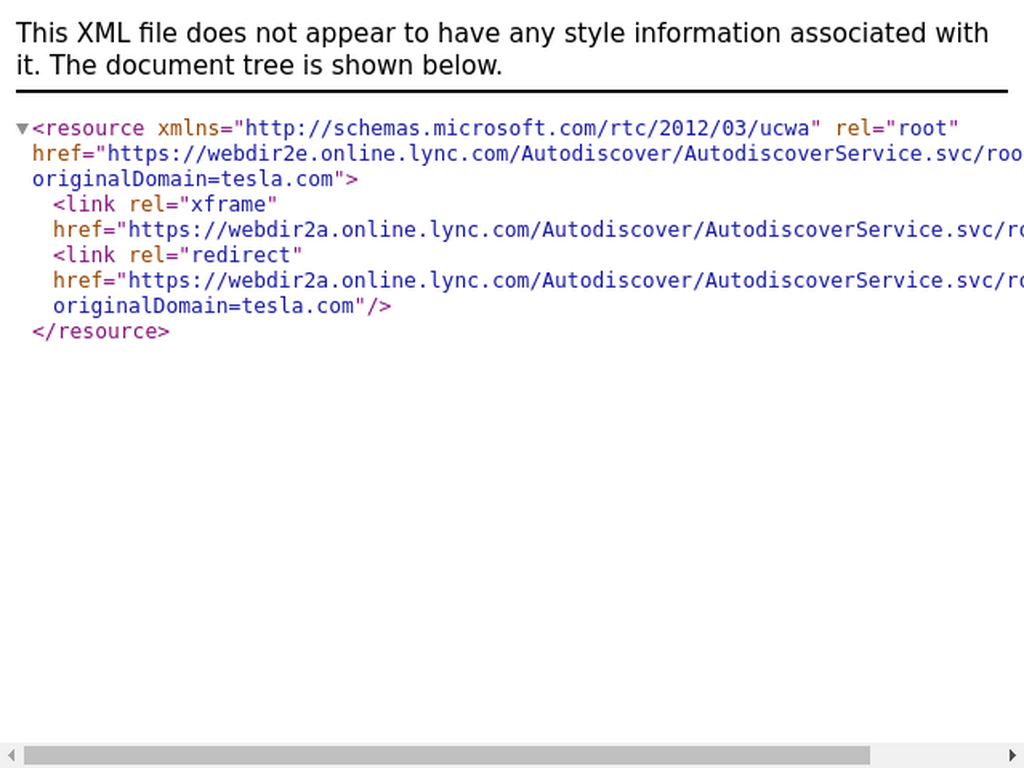 This XML file does not appear to have any style information associated with
it. The document tree is shown below.
▼<resource xmlns="http://schemas.microsoft.com/rtc/2012/03/ucwa" rel="root"
href="https://webdir2e.online.lync.com/Autodiscover/AutodiscoverService.svc/roo
originalDomain=tesla.com">
<link rel="xframe"
href="https://webdir2a.online.lync.com/Autodiscover/AutodiscoverService.svc/ro
<link rel="redirect"
href="https://webdir2a.online.lync.com/Autodiscover/AutodiscoverService.svc/ro
originalDomain=tesla.com"/>
</resource>